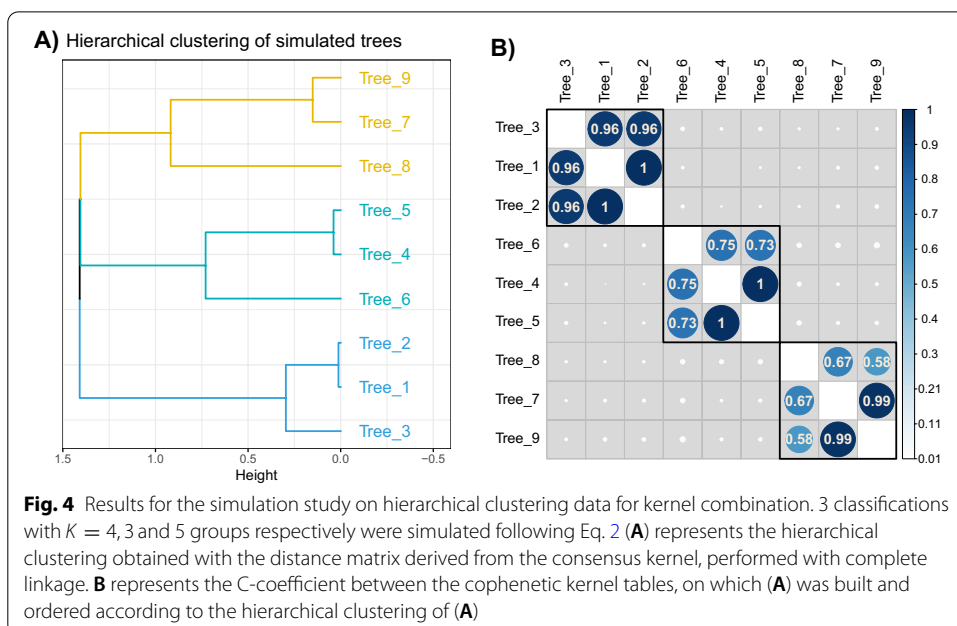 A) Hierarchical clustering of simulated trees
Tree_9
Tree_7
Tree_8
Tree_5
Tree_4
Tree_6
Tree_2
Tree_1
Tree_3
1.5 1.0 0.5 0.0 −0.5
Height
B)
Tree_3 Tree_1 Tree_2 Tree_6 Tree_4 Tree_5 Tree_8 Tree_7 Tree_9
Tree_3 0.96 0.96
Tree_1 0.96 1
Tree_2 0.96 1
Tree_6 0.75 0.73
Tree_4 0.75 1
Tree_5 0.73 1
Tree_8 0.67 0.58
Tree_7 0.67 0.99
Tree_9 0.58 0.99
1
0.9
0.8
0.7
0.6
0.5
0.4
0.3
0.21
0.11
0.01
Fig. 4 Results for the simulation study on hierarchical clustering data for kernel combination. 3 classifications
with K = 4, 3 and 5 groups respectively were simulated following Eq. 2 (A) represents the hierarchical
clustering obtained with the distance matrix derived from the consensus kernel, performed with complete
linkage. B represents the C-coefficient between the cophenetic kernel tables, on which (A) was built and
ordered according to the hierarchical clustering of (A)